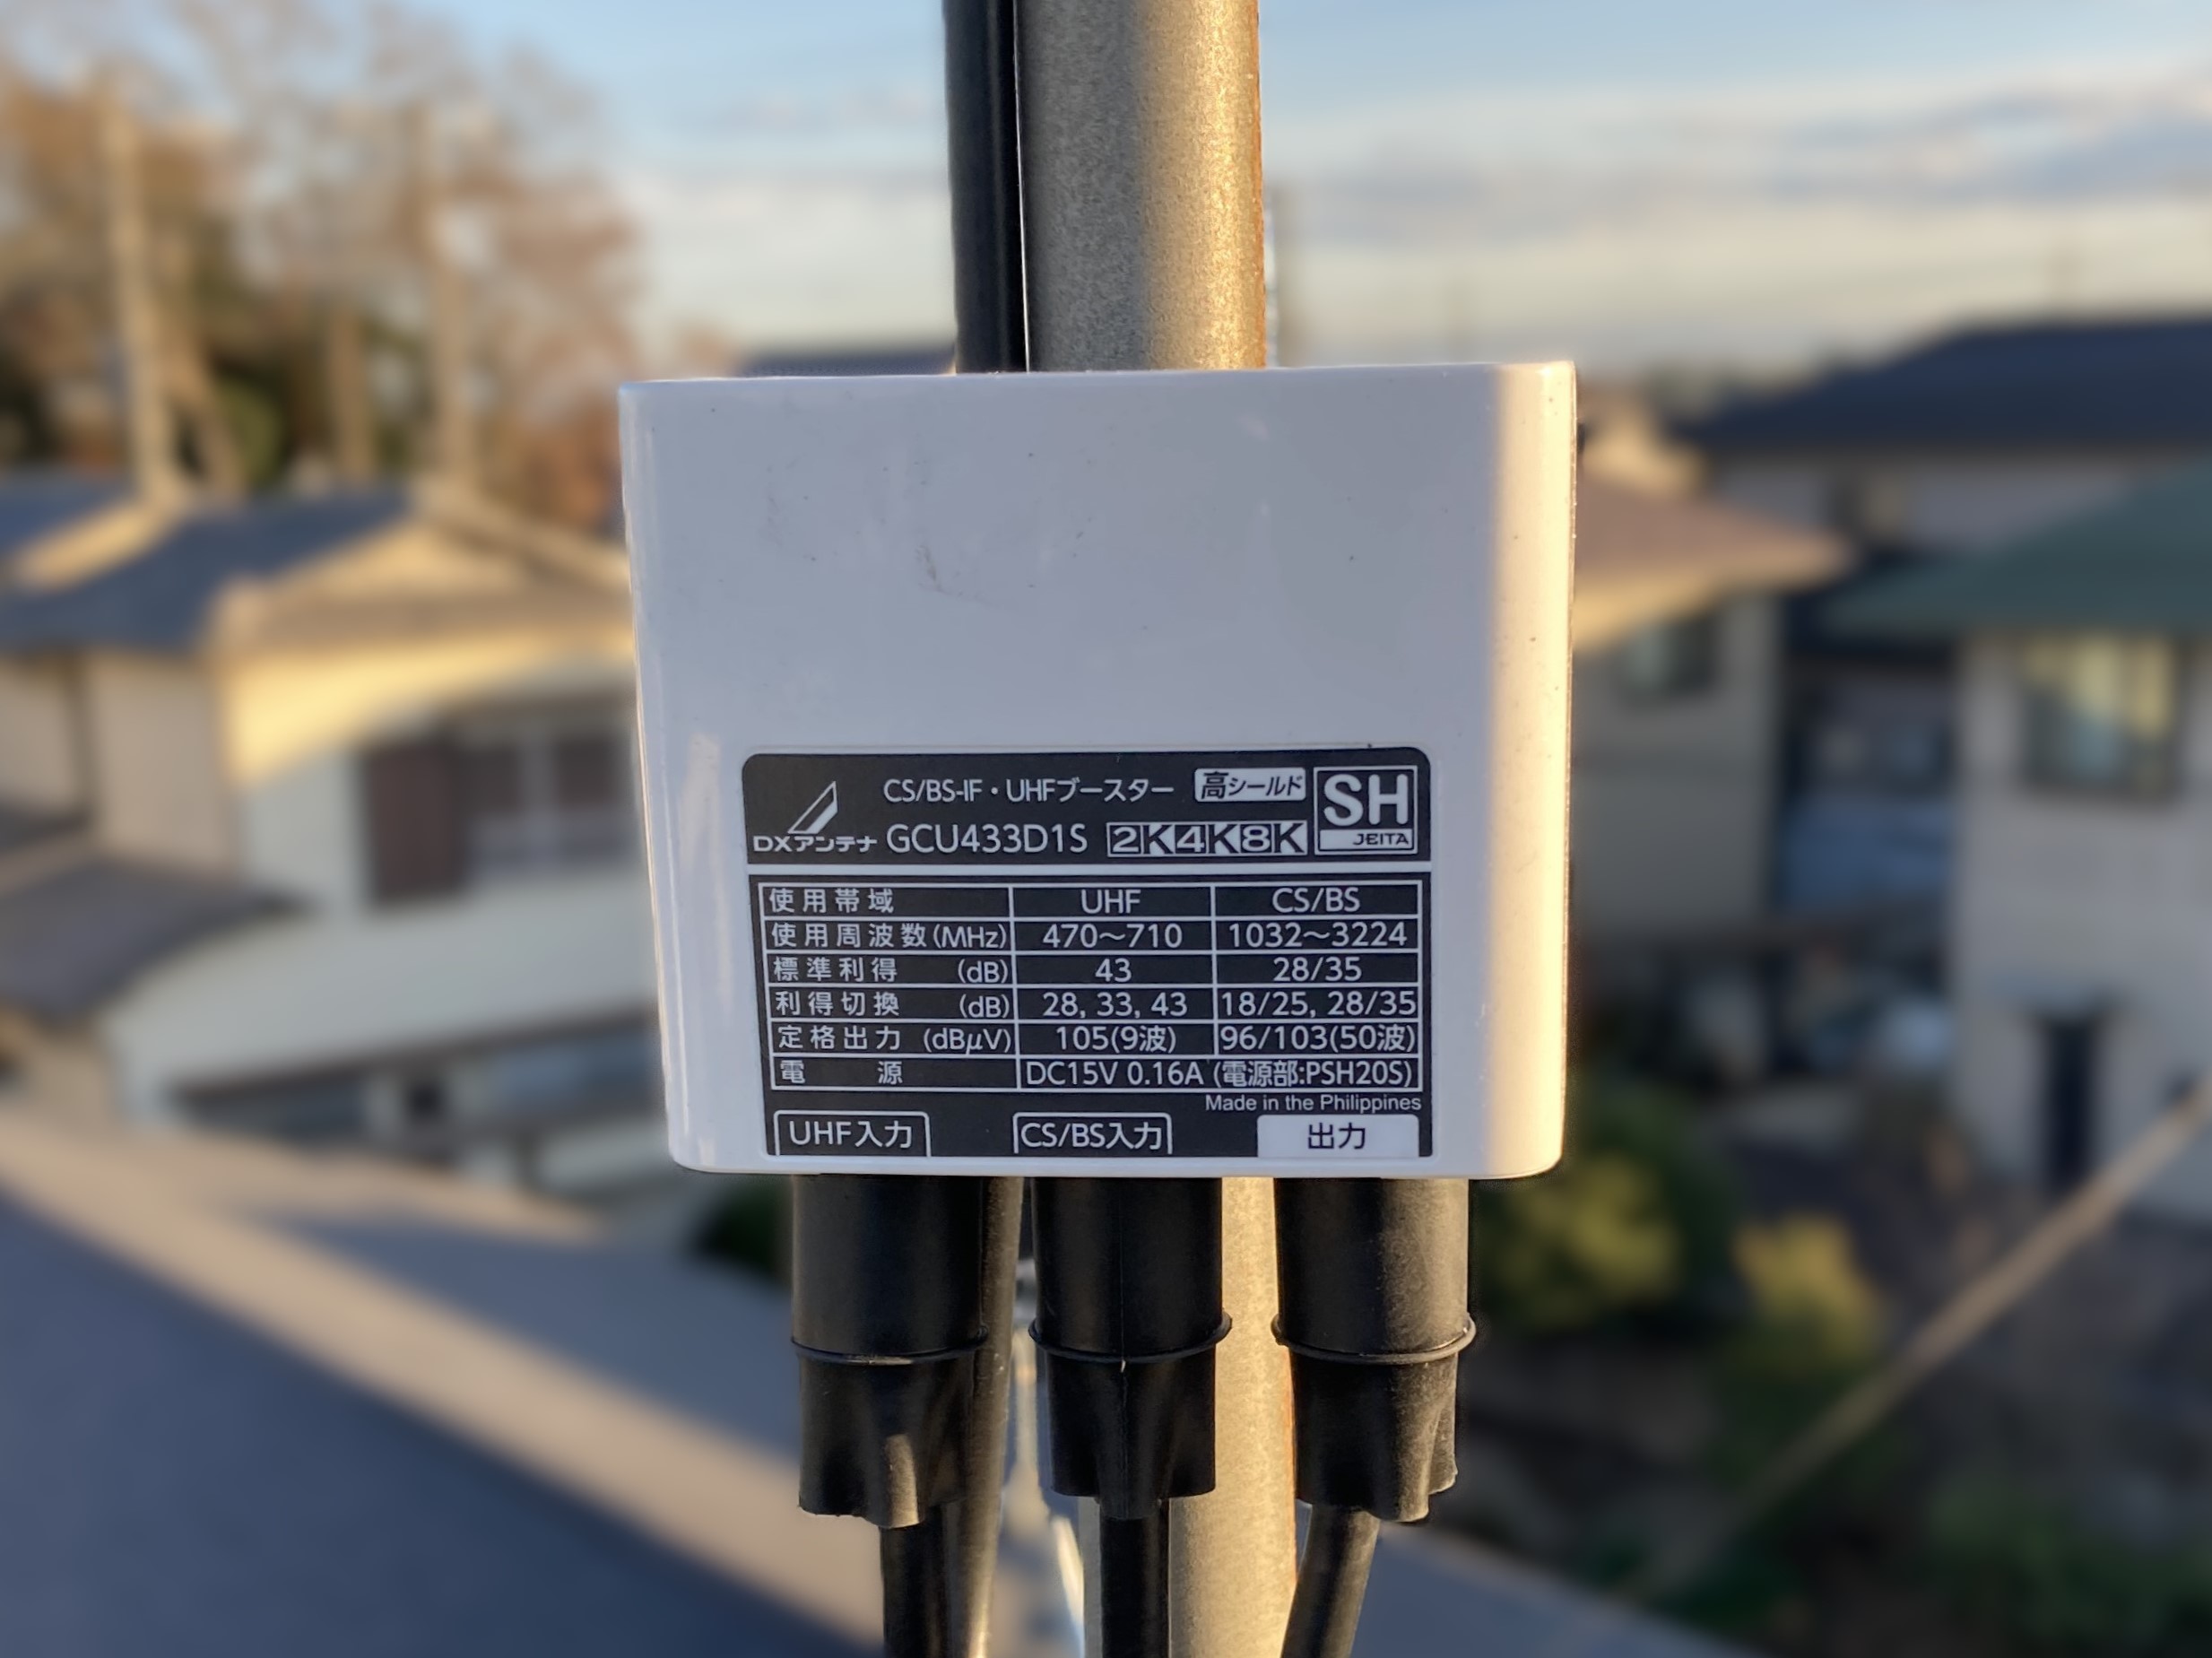 CS/BS-IF・UHFブースター 高シールド SH
DXアンテナ GCU433D1S 2K4K8K JEITA
使用帯域 UHF CS/BS
使用周波数(MHz) 470～710 1032～3224
標準利得 (dB) 43 28/35
利得切換 (dB) 28, 33, 43 18/25, 28/35
定格出力 (dBμV) 105(9波) 96/103(50波)
電源 DC15V 0.16A (電源部:PSH20S)
Made in the Philippines
UHF入力 CS/BS入力 出力